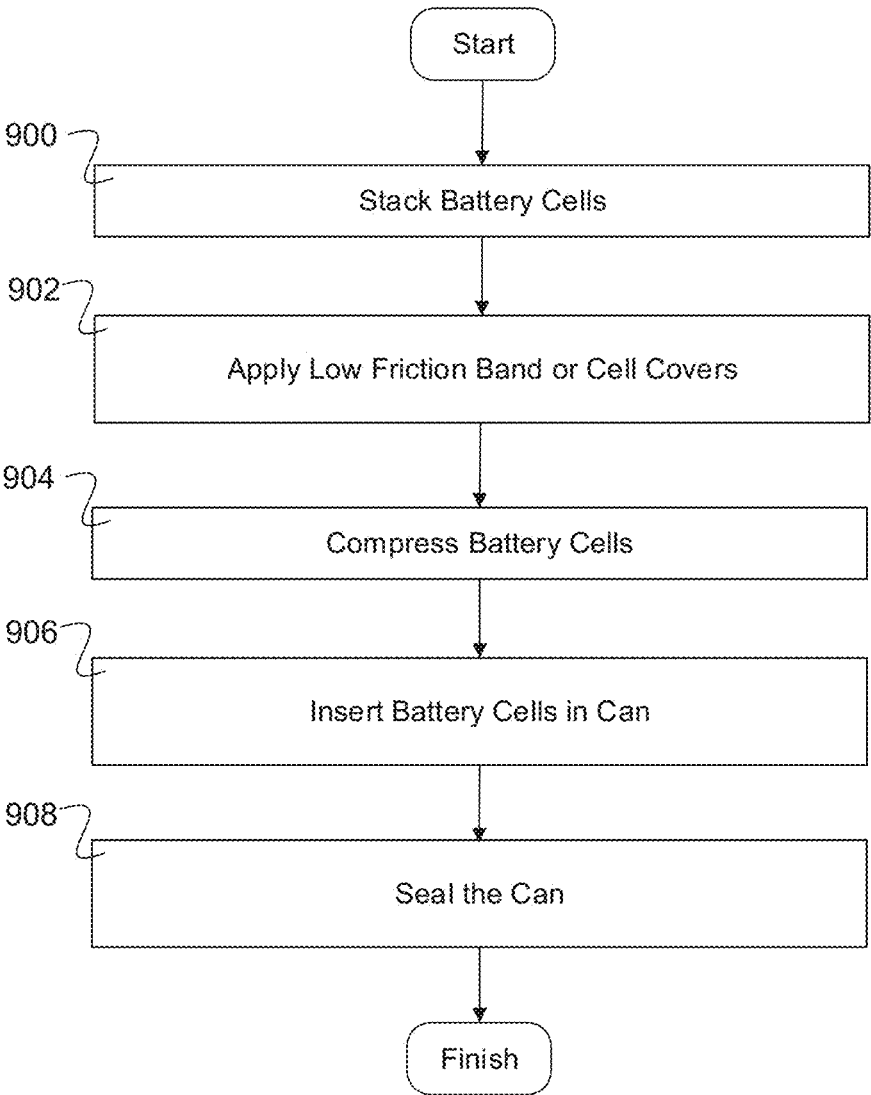 Start
900
Stack Battery Cells
902
Apply Low Friction Band or Cell Covers
904
Compress Battery Cells
906
Insert Battery Cells in Can
908
Seal the Can
Finish